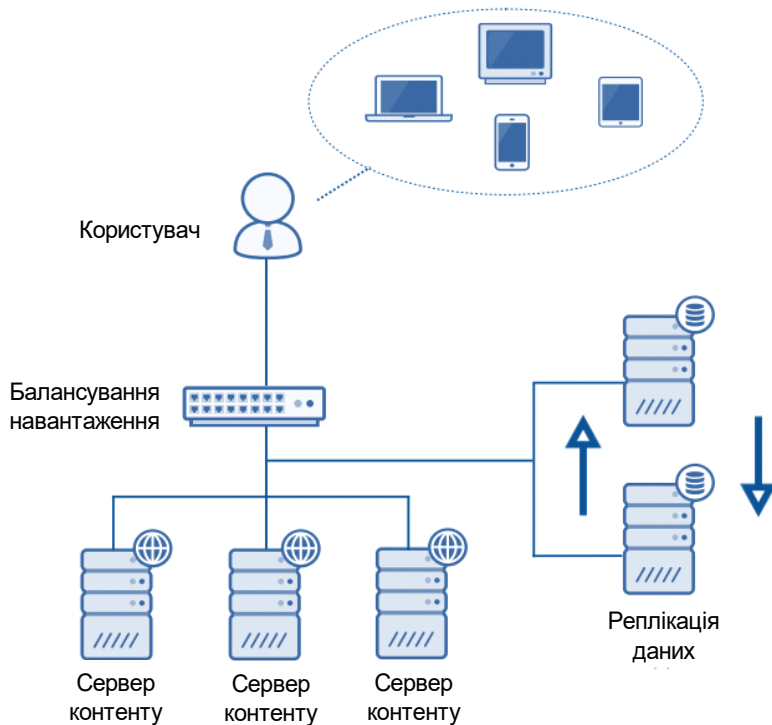 Користувач
Балансування
навантаження
Сервер
контенту
Сервер
контенту
Сервер
контенту
Реплікація
даних